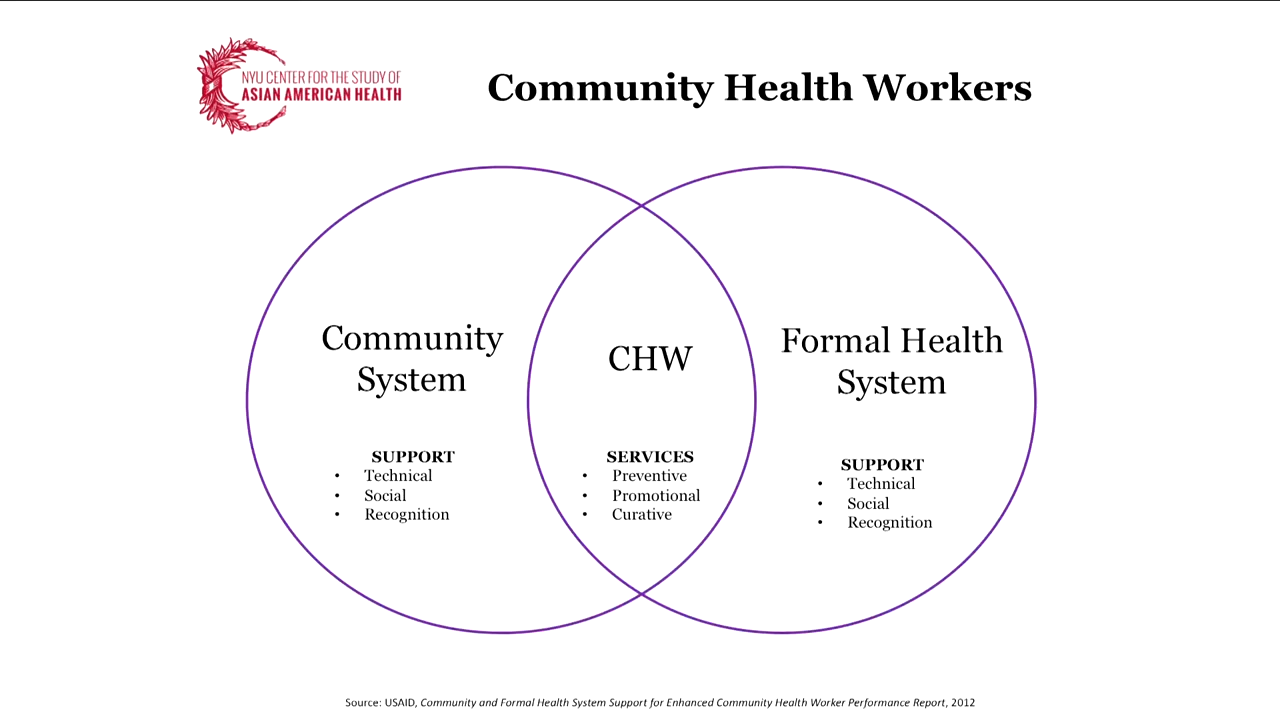 NYU CENTER FOR THE STUDY OF
ASIAN AMERICAN HEALTH
Community Health Workers
Community
System
SUPPORT
• Technical
• Social
• Recognition
CHW
SERVICES
• Preventive
• Promotional
• Curative
Formal Health
System
SUPPORT
• Technical
• Social
• Recognition
Source: USAID, Community and Formal Health System Support for Enhanced Community Health Worker Performance Report, 2012